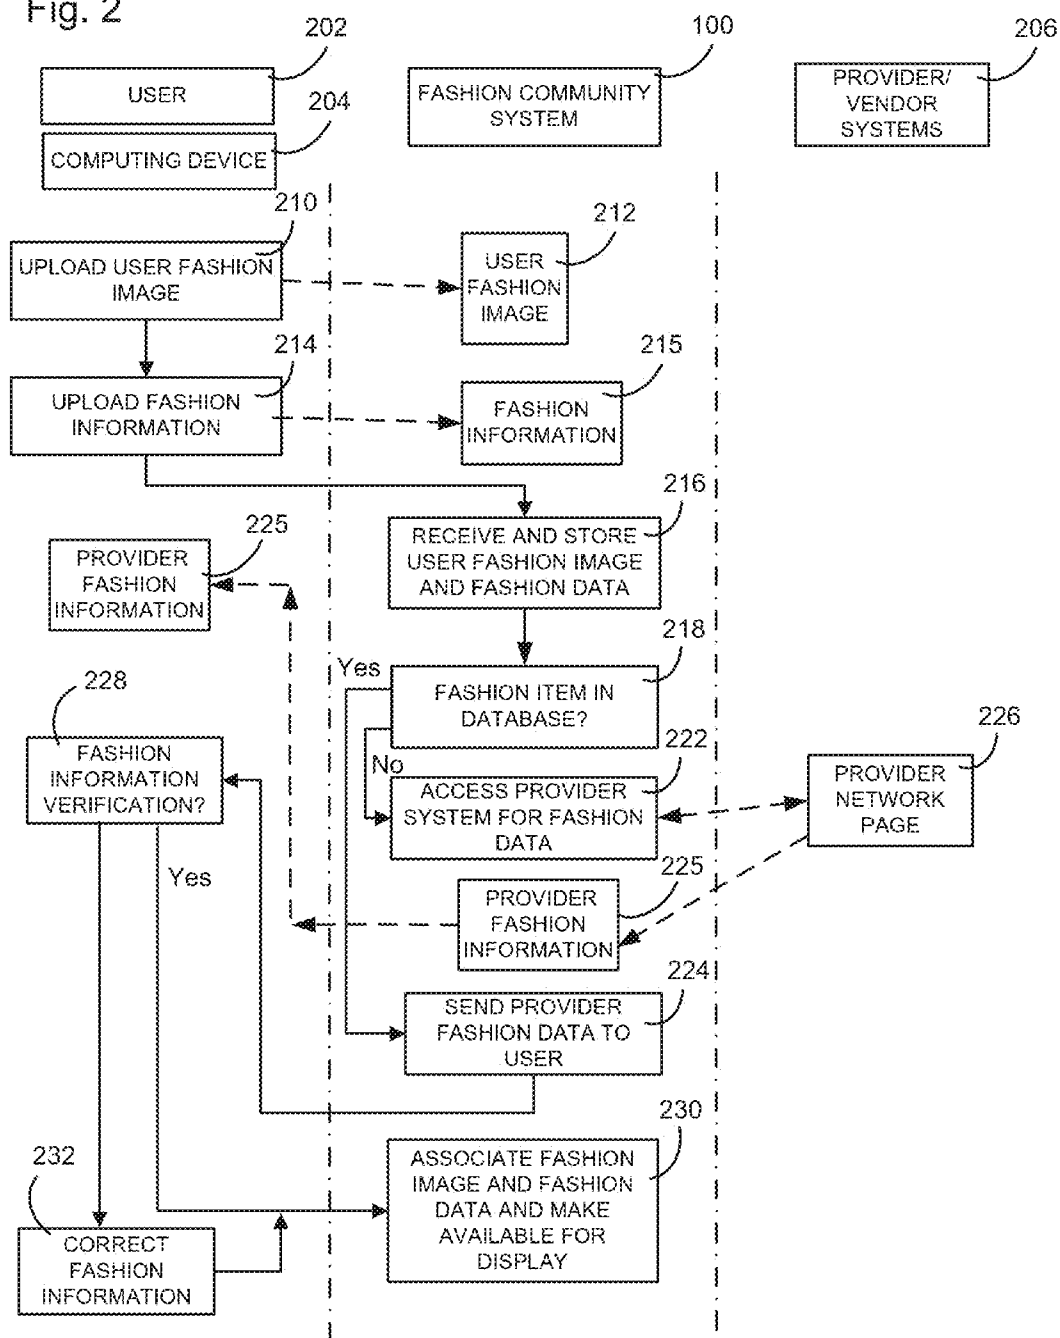 Fig. 2
202
100
206
USER
FASHION COMMUNITY
SYSTEM
PROVIDER/
VENDOR
SYSTEMS
204
COMPUTING DEVICE
210
UPLOAD USER FASHION
IMAGE
212
USER
FASHION
IMAGE
214
UPLOAD FASHION
INFORMATION
215
FASHION
INFORMATION
216
RECEIVE AND STORE
USER FASHION IMAGE
AND FASHION DATA
225
PROVIDER
FASHION
INFORMATION
218
Yes
FASHION ITEM IN
DATABASE?
228
FASHION
INFORMATION
VERIFICATION?
No
222
ACCESS PROVIDER
SYSTEM FOR FASHION
DATA
226
PROVIDER
NETWORK
PAGE
Yes
225
PROVIDER
FASHION
INFORMATION
224
SEND PROVIDER
FASHION DATA TO
USER
230
ASSOCIATE FASHION
IMAGE AND FASHION
DATA AND MAKE
AVAILABLE FOR
DISPLAY
232
CORRECT
FASHION
INFORMATION